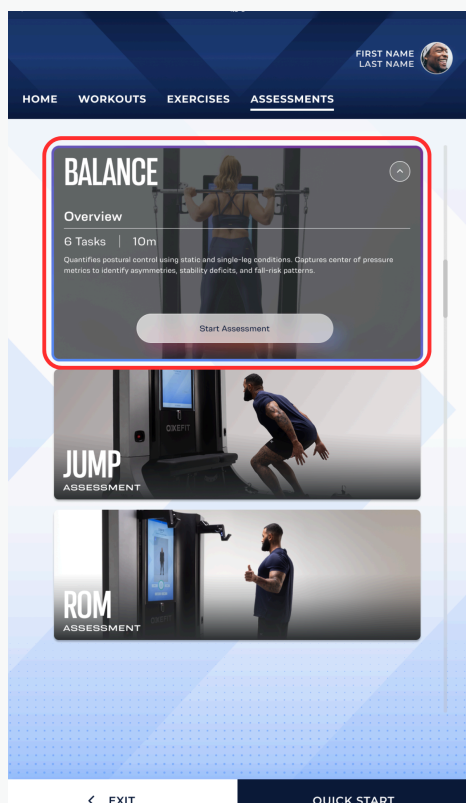 FIRST NAME
LAST NAME
HOME WORKOUTS EXERCISES ASSESSMENTS
BALANCE
Overview
6 Tasks | 10m
Quantifies postural control using static and single-leg conditions. Captures center of pressure
metrics to identify asymmetries, stability deficits, and fall-risk patterns.
Start Assessment
OXEFIT
JUMP
ASSESSMENT
OXEFIT
ROM
ASSESSMENT
EXIT
QUICK START